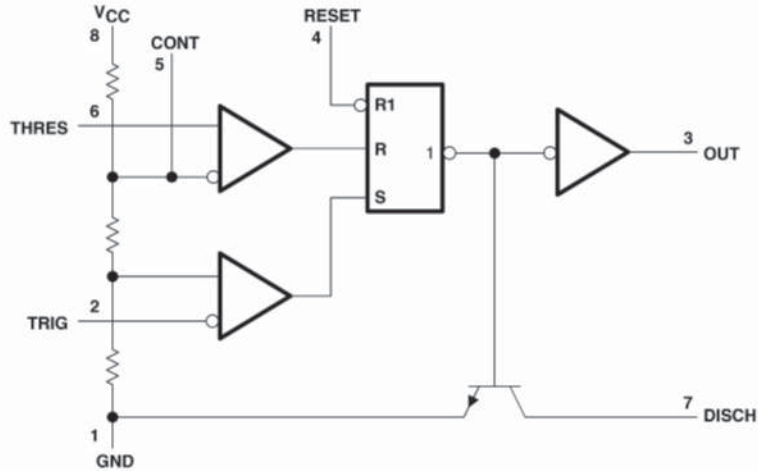 VCC
8
CONT
5
RESET
4
6
THRES
R1
R
1
S
3
OUT
2
TRIG
7
DISCH
1
GND